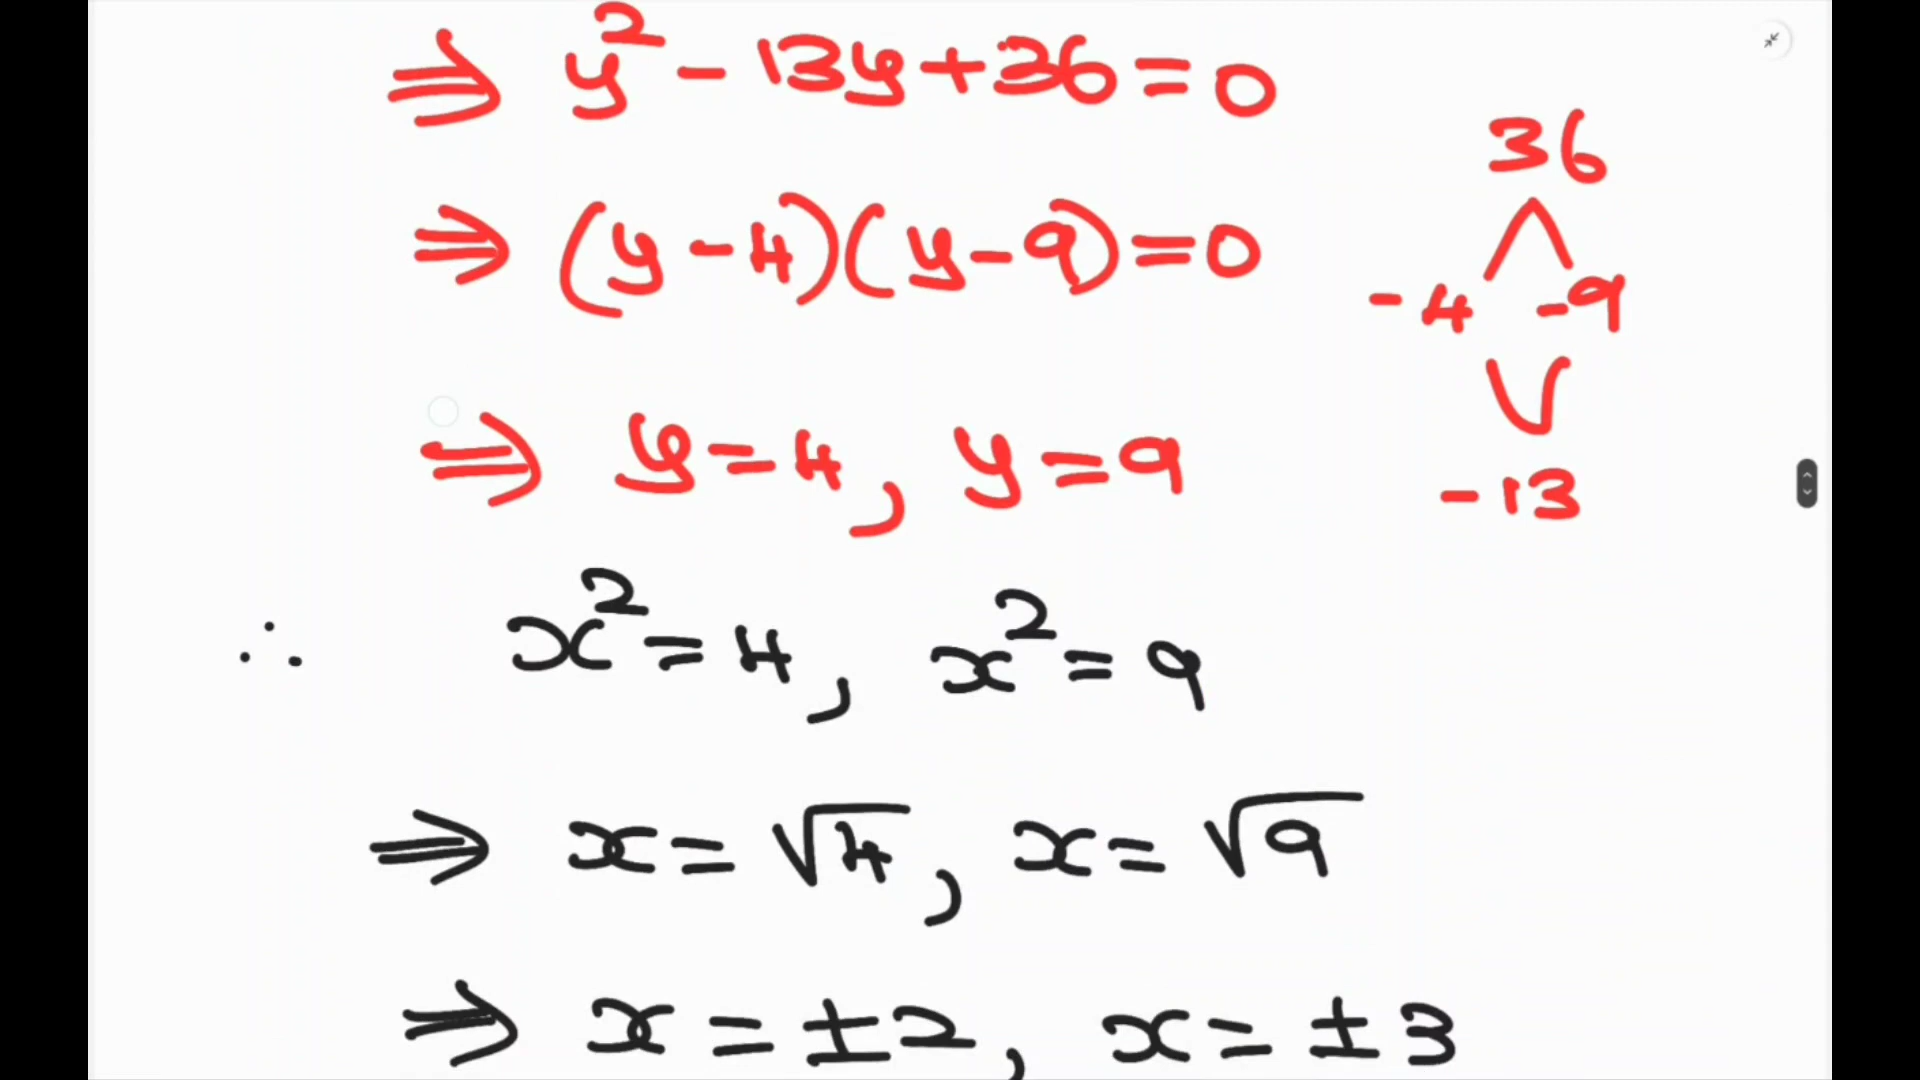 ⇒ y² - 13y + 36 = 0
36
⇒ (y - 4)(y - 9) = 0
-4 -9
⇒ y = 4, y = 9
-13
∴ x² = 4, x² = 9
⇒ x = √4, x = √9
⇒ x = ±2, x = ±3